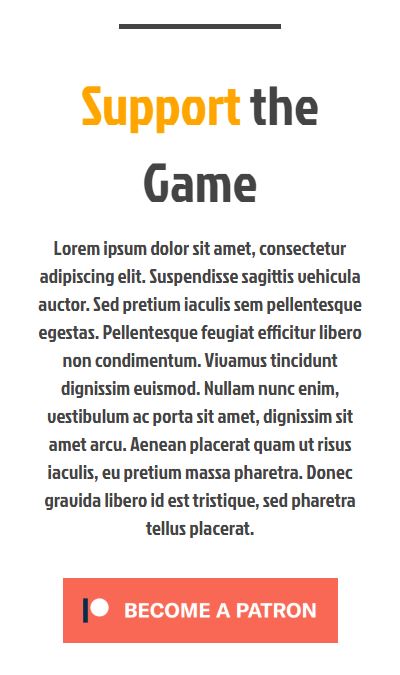 Support the
Game
Lorem ipsum dolor sit amet, consectetur
adipiscing elit. Suspendisse sagittis vehicula
auctor. Sed pretium iaculis sem pellentesque
egestas. Pellentesque feugiat efficitur libero
non condimentum. Vivamus tincidunt
dignissim euismod. Nullam nunc enim,
vestibulum ac porta sit amet, dignissim sit
amet arcu. Aenean placerat quam ut risus
iaculis, eu pretium massa pharetra. Donec
gravida libero id est tristique, sed pharetra
tellus placerat.
BECOME A PATRON